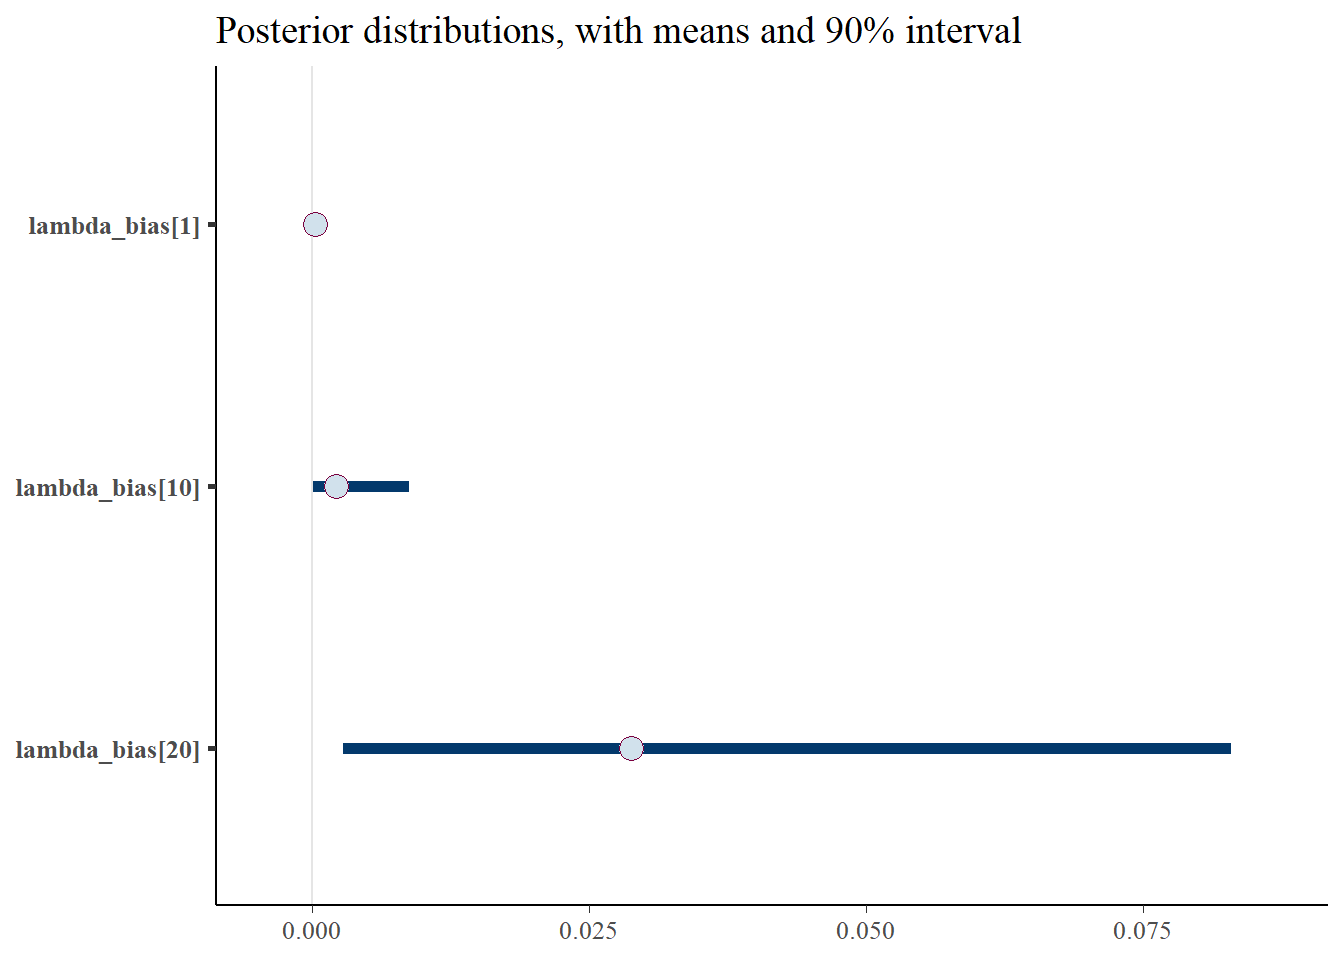 Posterior distributions, with means and 90% interval
lambda_bias[1]
lambda_bias[10]
lambda_bias[20]
0.000 0.025 0.050 0.075